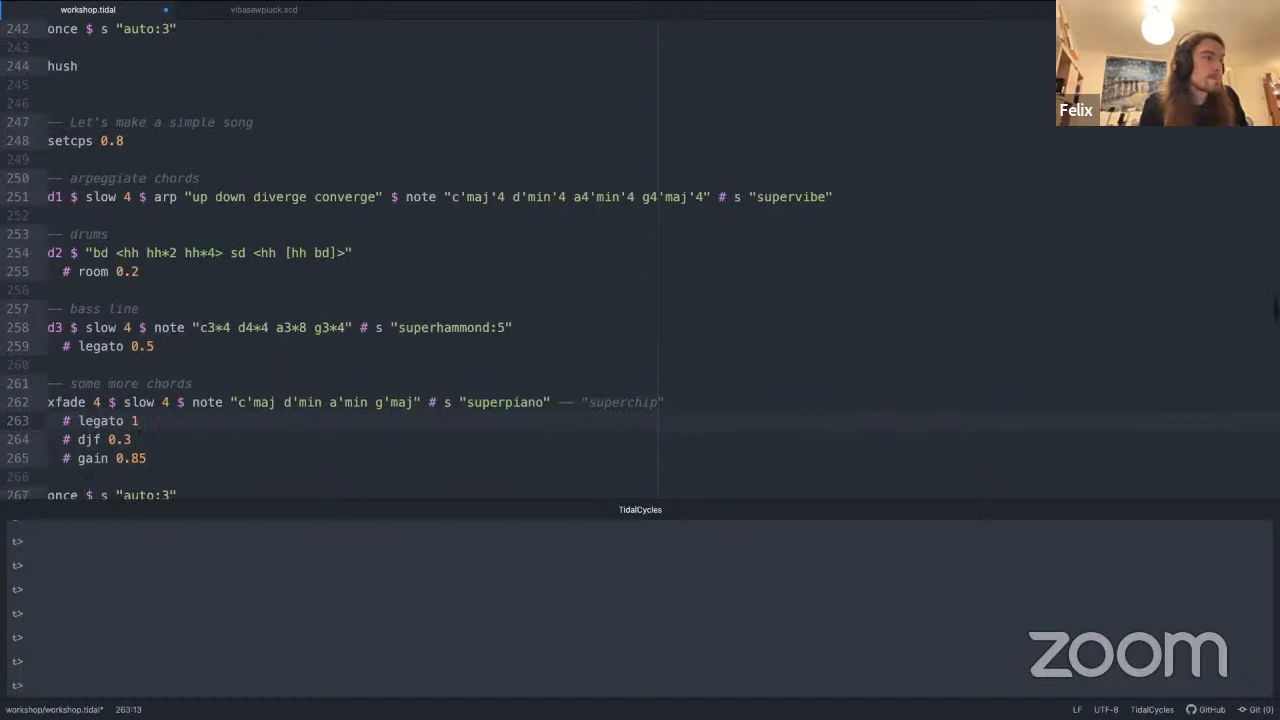 workshop.tidal
vibasawpluck.scd
242 once $ s "auto:3"
243
244 hush
245
246
247 -- Let's make a simple song
248 setcps 0.8
249
250 -- arpeggiate chords
251 d1 $ slow 4 $ arp "up down diverge converge" $ note "c'maj'4 d'min'4 a4'min'4 g4'maj'4" # s "supervibe"
252
253 -- drums
254 d2 $ "bd <hh hh*2 hh*4> sd <hh [hh bd]>"
255 # room 0.2
256
257 -- bass line
258 d3 $ slow 4 $ note "c3*4 d4*4 a3*8 g3*4" # s "superhammond:5"
259 # legato 0.5
260
261 -- some more chords
262 xfade 4 $ slow 4 $ note "c'maj d'min a'min g'maj" # s "superpiano" -- "superchip"
263 # legato 1
264 # djf 0.3
265 # gain 0.85
266
267 once $ s "auto:3"
Felix
TidalCycles
t>
t>
t>
t>
t>
t>
t>
zoom
workshop/workshop.tidal* 263:13 LF UTF-8 TidalCycles GitHub Git (0)